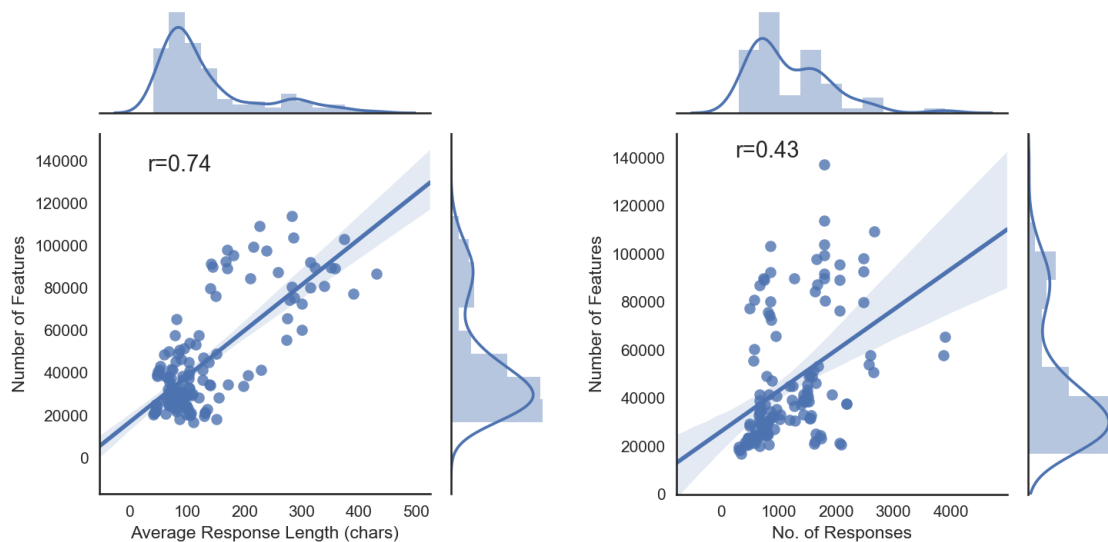 r=0.74
140000
120000
100000
80000
60000
40000
20000
0
Number of Features
0 100 200 300 400 500
Average Response Length (chars)
r=0.43
140000
120000
100000
80000
60000
40000
20000
0
Number of Features
0 1000 2000 3000 4000
No. of Responses